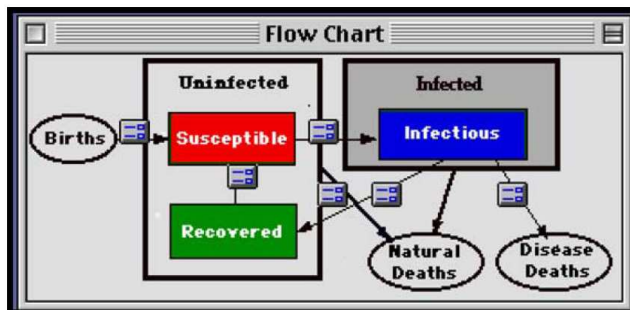 Flow Chart
Uninfected
Infected
Births
Susceptible
Infectious
Recovered
Natural
Deaths
Disease
Deaths